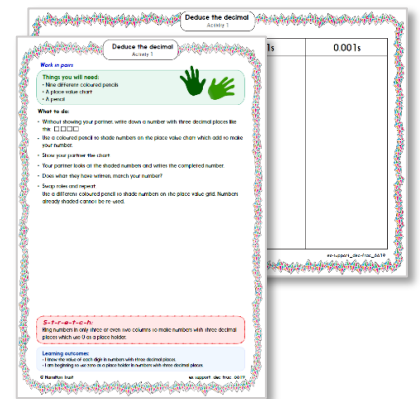 Deduce the decimal
Activity 1
1s
0.001s
ex-support_dec-frac_5619
Deduce the decimal
Activity 1
Work in pairs
Things you will need:
- Nine different coloured pencils
- A place value chart
- A pencil
What to do:
- Without showing your partner, write down a number with three decimal places like
this: □.□□□
- Use a coloured pencil to shade numbers on the place value chart which add to make
your number.
- Show your partner the chart.
- Your partner looks at the shaded numbers and writes the completed number.
- Does what they have written match your number?
- Swap roles and repeat.
Use a different coloured pencil to shade numbers on the place value grid. Numbers
already shaded cannot be re-used.
S-t-r-e-t-c-h:
Ring numbers in only three or even two columns to make numbers with three decimal
places which use 0 as a place holder.
Learning outcomes:
- I know the value of each digit in numbers with three decimal places.
- I am beginning to use zero as a place holder in numbers with three decimal places.
© Hamilton Trust
ex-support_dec-frac_5619